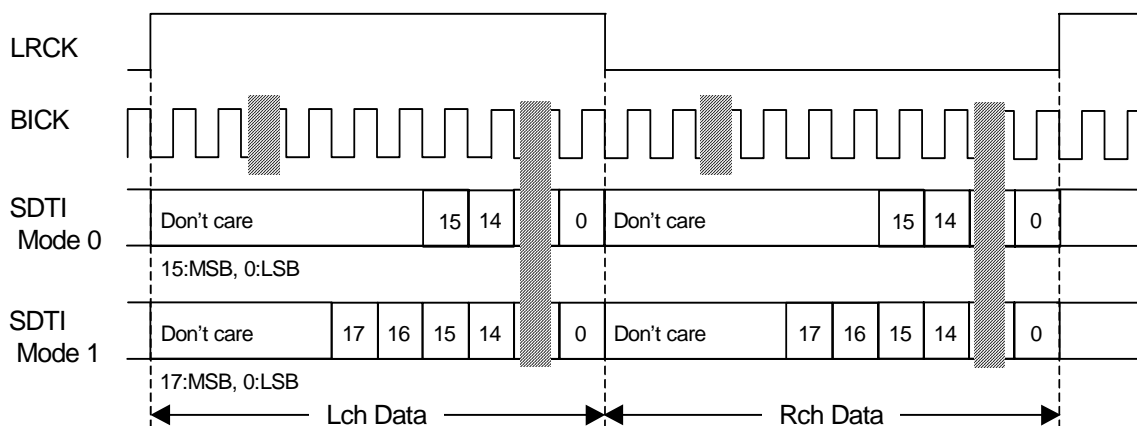 LRCK
BICK
SDTI
Mode 0
Don't care
15
14
0
Don't care
15
14
0
15:MSB, 0:LSB
SDTI
Mode 1
Don't care
17
16
15
14
0
Don't care
17
16
15
14
0
17:MSB, 0:LSB
Lch Data
Rch Data